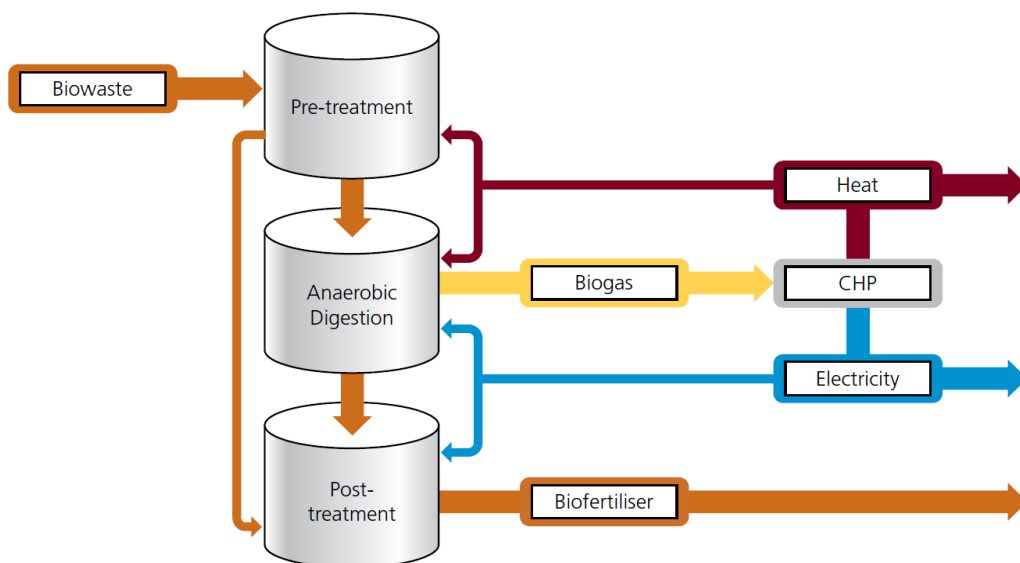 Biowaste
Pre-treatment
Heat
Anaerobic
Digestion
Biogas
CHP
Electricity
Post-
treatment
Biofertiliser